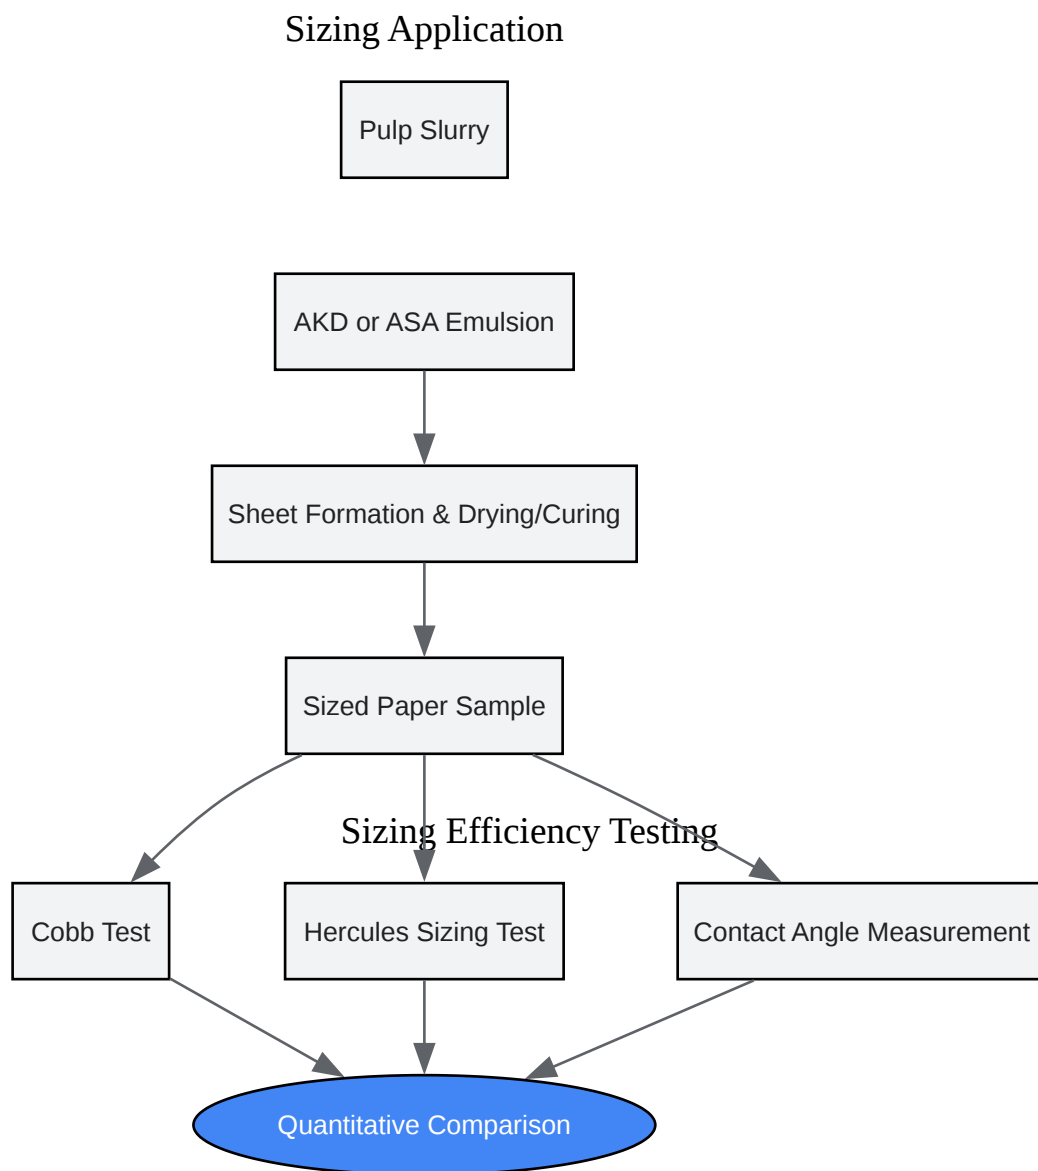 Sizing Application
Pulp Slurry
AKD or ASA Emulsion
Sheet Formation & Drying/Curing
Sized Paper Sample
Sizing Efficiency Testing
Cobb Test
Hercules Sizing Test
Contact Angle Measurement
Quantitative Comparison